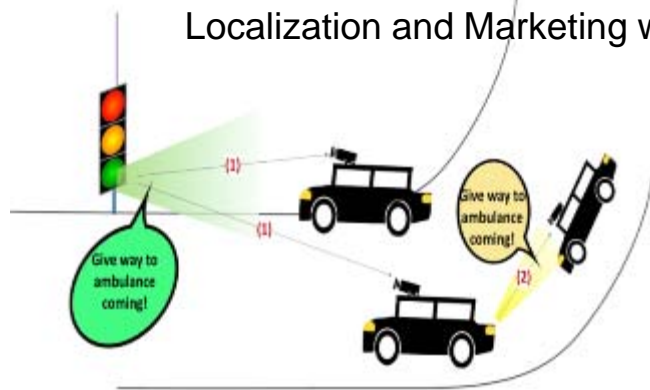 Localization and Marketing w
(1)
(1)
Give way to
ambulance
coming!
Give way to
ambulance
coming!
(2)